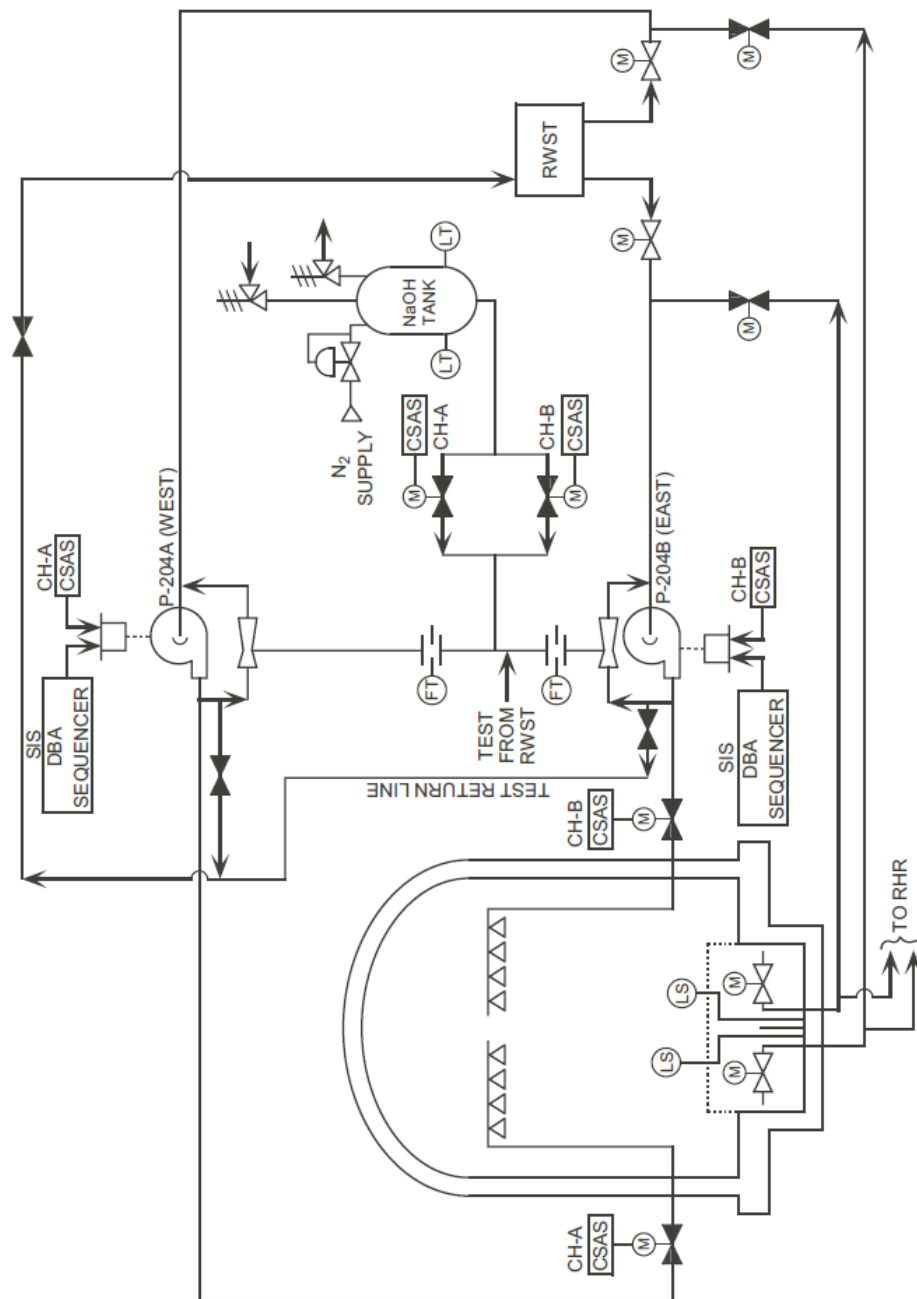 SIS
DBA
SEQUENCER
CH-A
CSAS
P-204A (WEST)
N2
SUPPLY
NaOH
TANK
LT
LT
RWST
M
M
M
M
CSAS
CH-A
M
CH-B
CSAS
M
FT
FT
TEST
FROM
RWST
TEST RETURN LINE
P-204B (EAST)
CH-B
CSAS
SIS
DBA
SEQUENCER
CH-B
CSAS
M
CH-A
CSAS
M
LS
LS
M
M
TO RHR